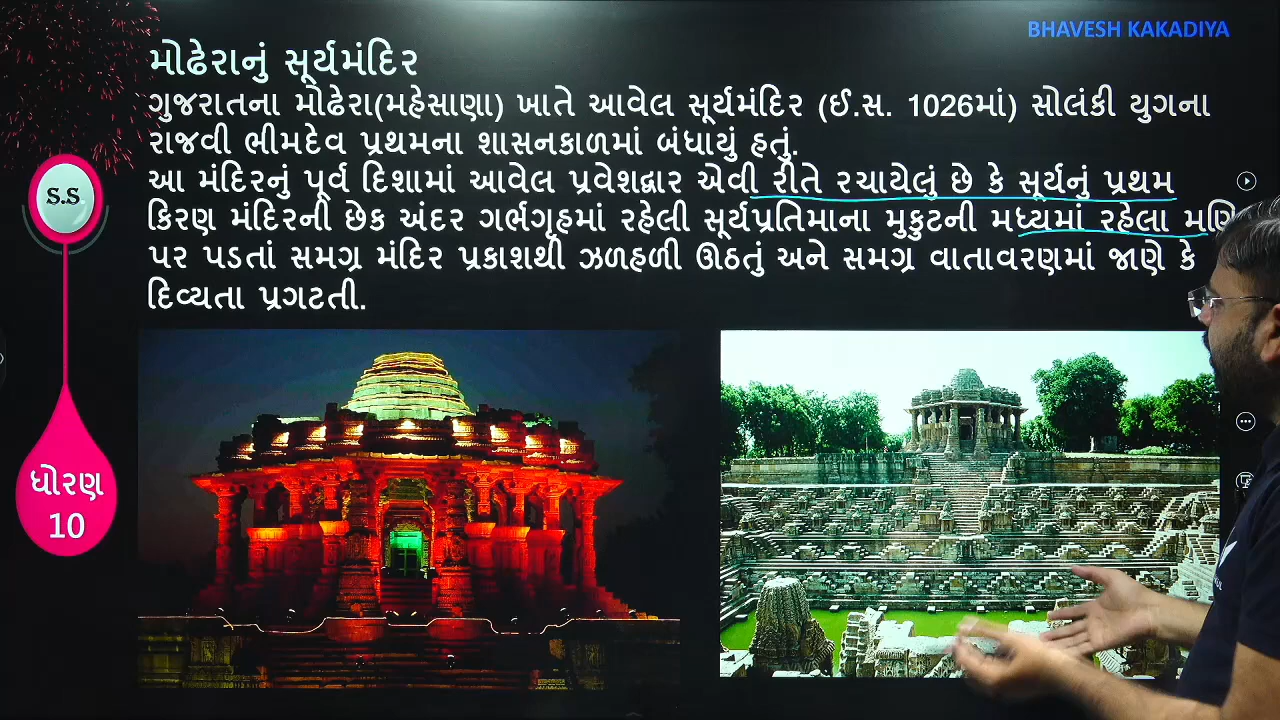 BHAVESH KAKADIYA
મોઢેરાનું સૂર્યમંદિર
ગુજરાતના મોઢેરા(મહેસાણા) ખાતે આવેલ સૂર્યમંદિર (ઈ.સ. 1026માં) સોલંકી યુગના
રાજવી ભીમદેવ પ્રથમના શાસનકાળમાં બંધાયું હતું.
આ મંદિરનું પૂર્વ દિશામાં આવેલ પ્રવેશદ્વાર એવી રીતે રચાયેલું છે કે સૂર્યનું પ્રથમ
કિરણ મંદિરની છેક અંદર ગર્ભગૃહમાં રહેલી સૂર્યપ્રતિમાના મુકુટની મધ્યમાં રહેલા મણિ
પર પડતાં સમગ્ર મંદિર પ્રકાશથી ઝળહળી ઊઠતું અને સમગ્ર વાતાવરણમાં જાણે કે
દિવ્યતા પ્રગટતી.
S.S.
ધોરણ
10